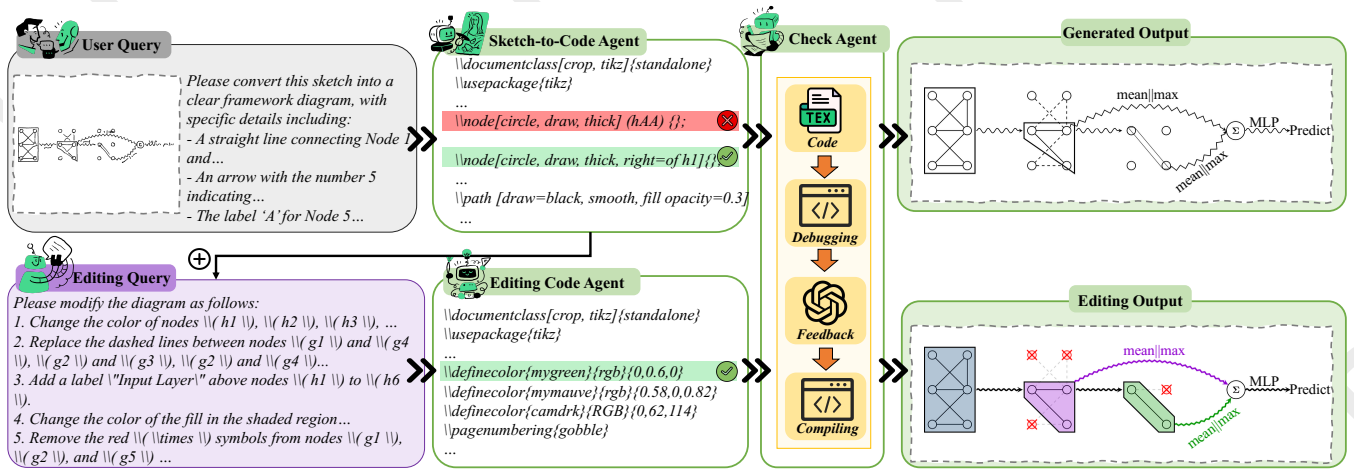 User Query
Please convert this sketch into a
clear framework diagram, with
specific details including:
- A straight line connecting Node 1
and…
- An arrow with the number 5
indicating…
- The label ‘A’ for Node 5…
Sketch-to-Code Agent
\\documentclass[crop, tikz]{standalone}
\\usepackage{tikz}
...
\\node[circle, draw, thick] (hAA) {};
\\node[circle, draw, thick, right=of h1]{};
...
\\path [draw=black, smooth, fill opacity=0.3]
...
Check Agent
TEX
Code
</>
Debugging
Feedback
</>
Compiling
Generated Output
mean||max
Σ
MLP
Predict
mean||max
Editing Query
Please modify the diagram as follows:
1. Change the color of nodes \\( h1 \\), \\( h2 \\), \\( h3 \\), …
2. Replace the dashed lines between nodes \\( g1 \\) and \\( g4
\\), \\( g2 \\) and \\( g3 \\), \\( g2 \\) and \\( g4 \\)...
3. Add a label \"Input Layer\" above nodes \\( h1 \\) to \\( h6
\\).
4. Change the color of the fill in the shaded region…
5. Remove the red \\( \\times \\) symbols from nodes \\( g1 \\),
\\( g2 \\), and \\( g5 \\) …
Editing Code Agent
\\documentclass[crop, tikz]{standalone}
\\usepackage{tikz}
...
\\definecolor{mygreen}{rgb}{0,0.6,0}
\\definecolor{mymauve}{rgb}{0.58,0,0.82}
\\definecolor{camdrk}{RGB}{0,62,114}
\\pagenumbering{gobble}
...
Editing Output
mean||max
Σ
MLP
Predict
mean||max